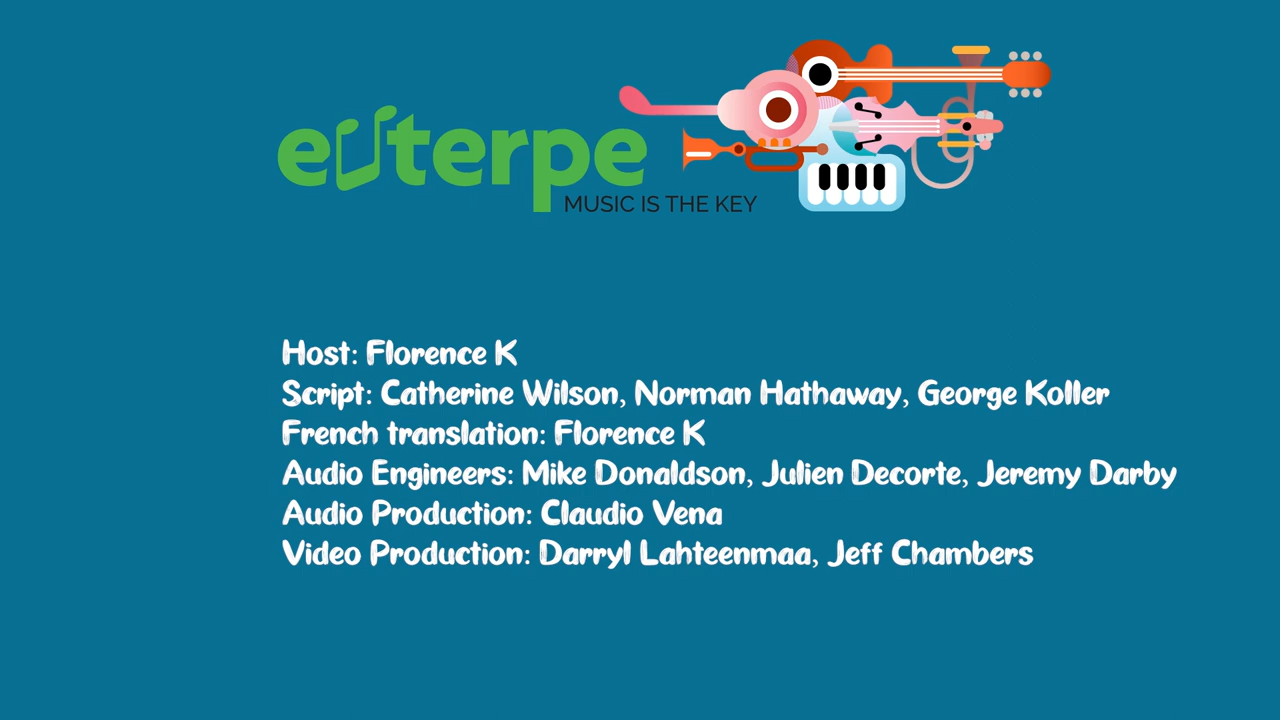 euterpe
MUSIC IS THE KEY
Host: Florence K
Script: Catherine Wilson, Norman Hathaway, George Koller
French translation: Florence K
Audio Engineers: Mike Donaldson, Julien Decorte, Jeremy Darby
Audio Production: Claudio Vena
Video Production: Darryl Lahteenmaa, Jeff Chambers